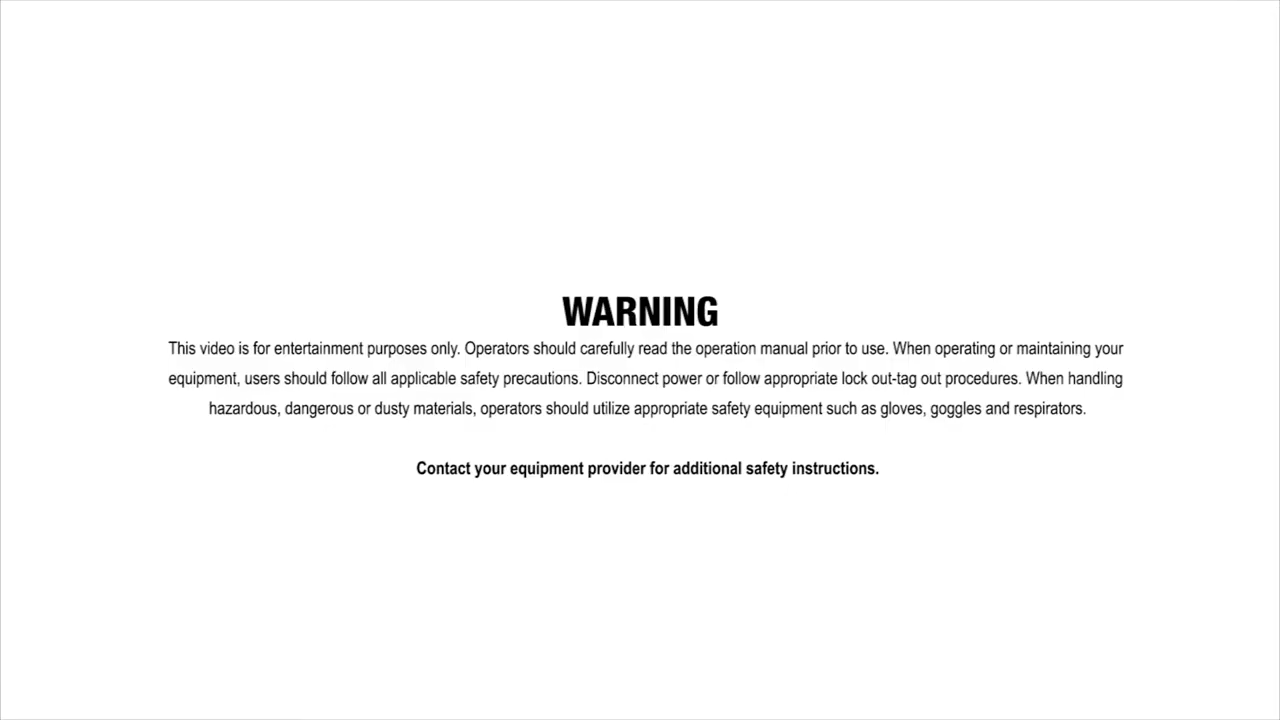 WARNING
This video is for entertainment purposes only. Operators should carefully read the operation manual prior to use. When operating or maintaining your
equipment, users should follow all applicable safety precautions. Disconnect power or follow appropriate lock out-tag out procedures. When handling
hazardous, dangerous or dusty materials, operators should utilize appropriate safety equipment such as gloves, goggles and respirators.
Contact your equipment provider for additional safety instructions.